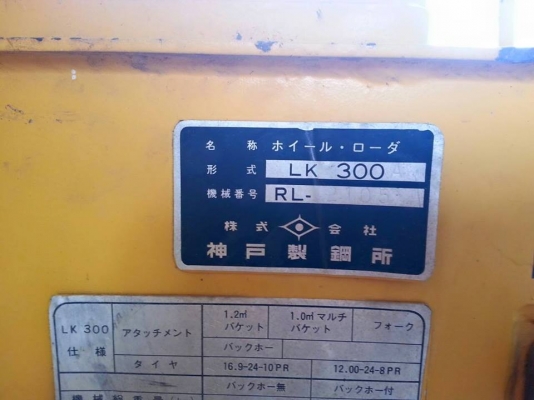 名 称 ホイール・ローダ
形 式 LK 300
機械番号 RL-
株 式 会 社
神戸製鋼所
LK 300 仕 様
アタッチメント 1.2㎥ バケット 1.0㎥マルチ バケット フォーク
バックホー
タ イ ヤ 16.9-24-10PR 12.00-24-8PR
バックホー無 バックホー付